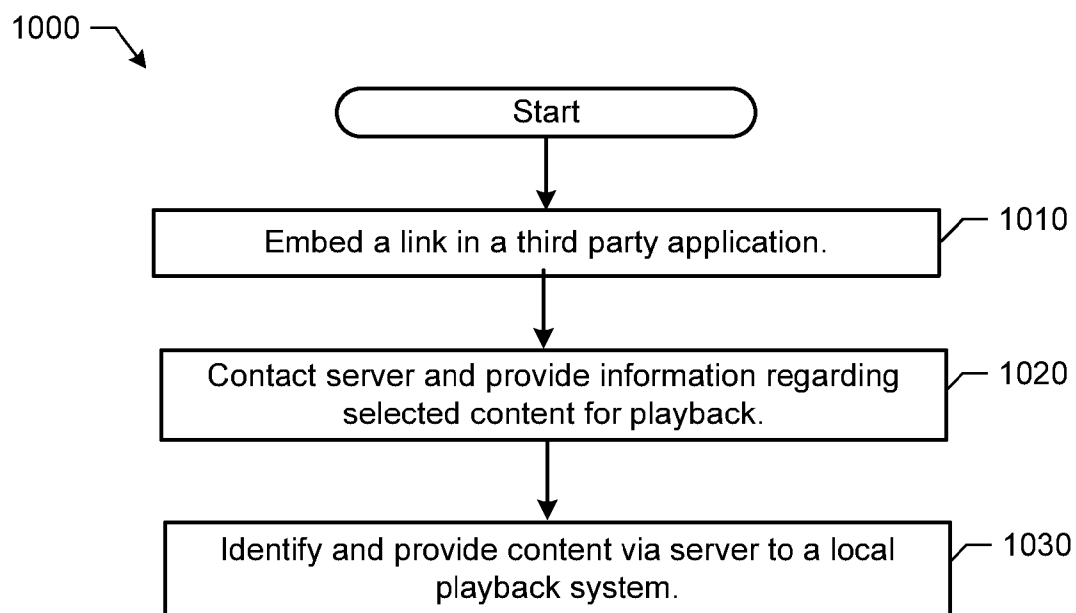 1000
Start
Embed a link in a third party application.
1010
Contact server and provide information regarding
selected content for playback.
1020
Identify and provide content via server to a local
playback system.
1030